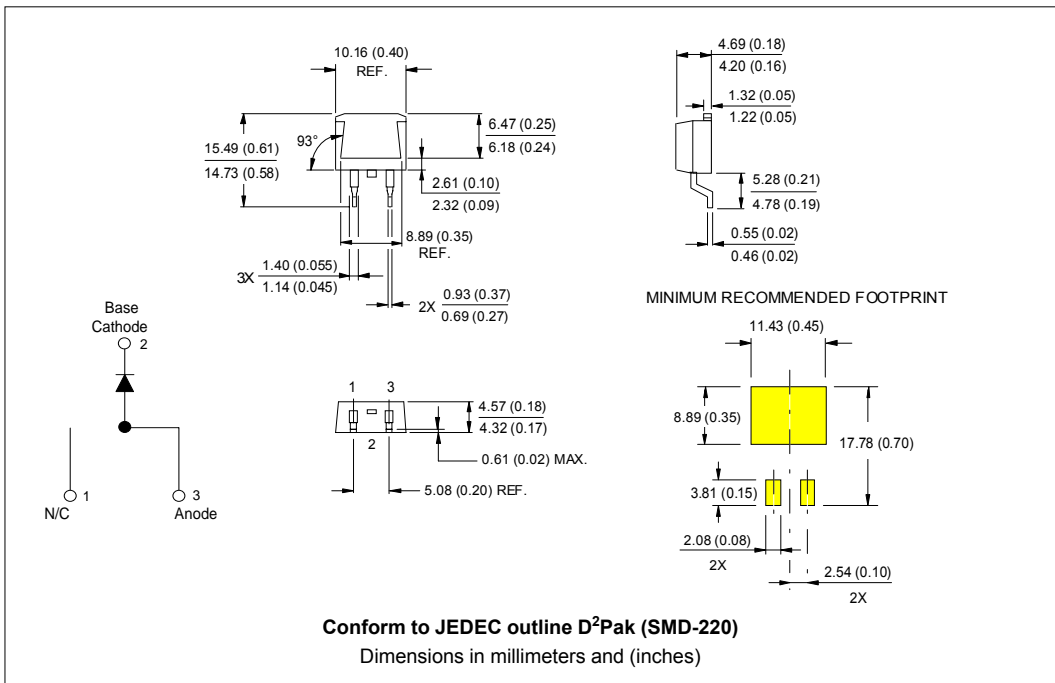 10.16 (0.40)
REF.
15.49 (0.61)
14.73 (0.58)
93°
6.47 (0.25)
6.18 (0.24)
2.61 (0.10)
2.32 (0.09)
8.89 (0.35)
REF.
3X
1.40 (0.055)
1.14 (0.045)
2X
0.93 (0.37)
0.69 (0.27)
4.69 (0.18)
4.20 (0.16)
1.32 (0.05)
1.22 (0.05)
5.28 (0.21)
4.78 (0.19)
0.55 (0.02)
0.46 (0.02)
Base
Cathode
2
1
N/C
3
Anode
1 3
2
4.57 (0.18)
4.32 (0.17)
0.61 (0.02) MAX.
5.08 (0.20) REF.
MINIMUM RECOMMENDED FOOTPRINT
11.43 (0.45)
8.89 (0.35)
17.78 (0.70)
3.81 (0.15)
2.08 (0.08)
2X
2.54 (0.10)
2X
Conform to JEDEC outline D²Pak (SMD-220)
Dimensions in millimeters and (inches)